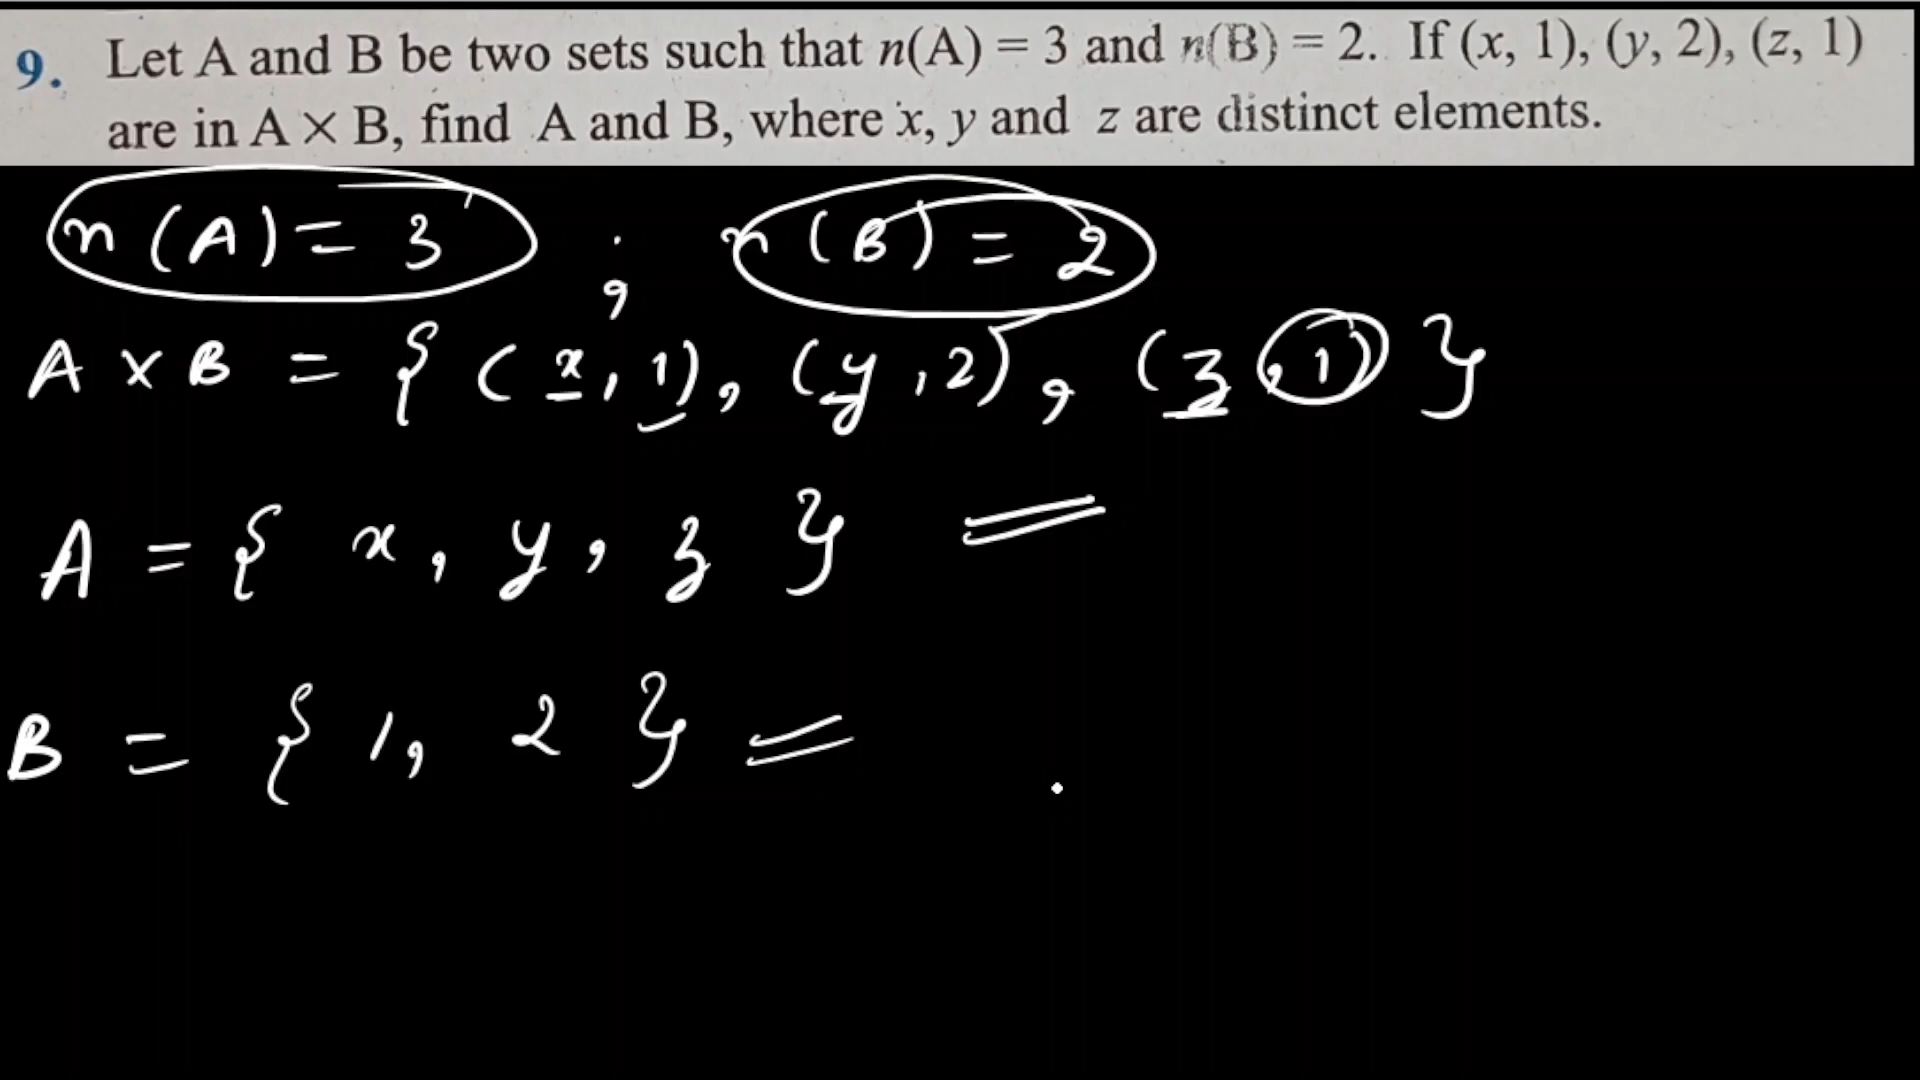 9. Let A and B be two sets such that n(A) = 3 and n(B) = 2. If (x, 1), (y, 2), (z, 1)
are in A × B, find A and B, where x, y and z are distinct elements.
n(A) = 3 ; n(B) = 2
A × B = { (x, 1), (y, 2), (z, 1) }
A = { x, y, z }
B = { 1, 2 }